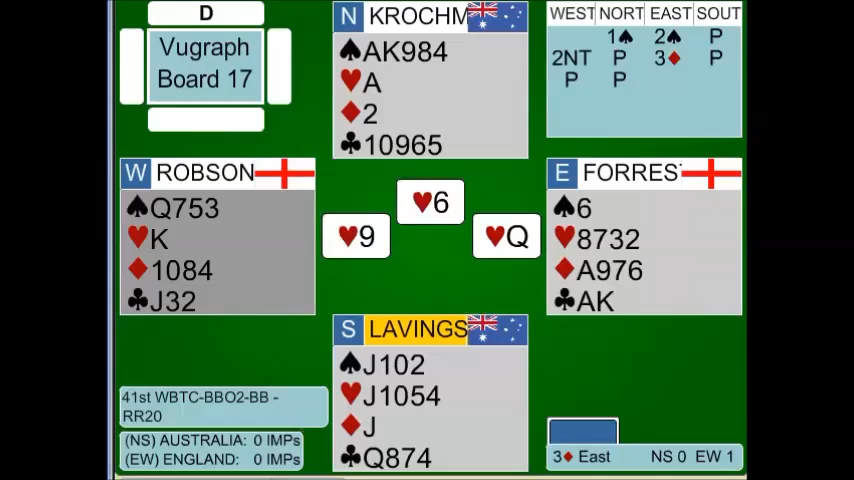 D
Vugraph
Board 17
N KROCHM
♠AK984
♥A
♦2
♣10965
WEST NORT EAST SOUT
1♠ 2♠ P
2NT P 3♦ P
P P
W ROBSON
♠Q753
♥K
♦1084
♣J32
♥6
♥9
♥Q
E FORRES
♠6
♥8732
♦A976
♣AK
S LAVINGS
♠J102
♥J1054
♦J
♣Q874
41st WBTC-BBO2-BB -
RR20
(NS) AUSTRALIA: 0 IMPs
(EW) ENGLAND: 0 IMPs
3♦ East NS 0 EW 1